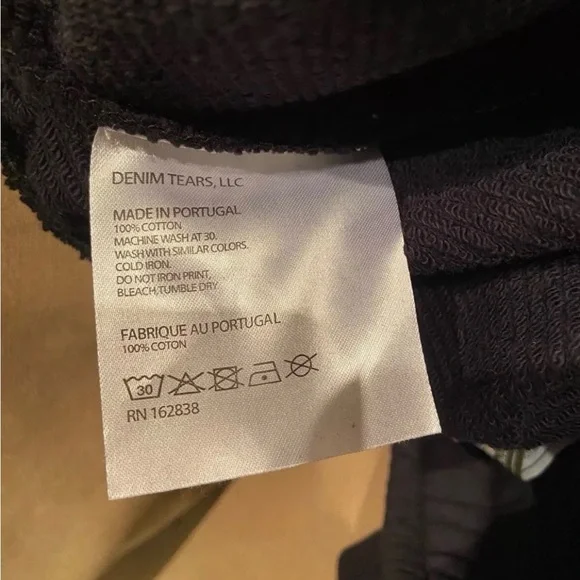 DENIM TEARS, LLC
MADE IN PORTUGAL
100% COTTON
MACHINE WASH AT 30.
WASH WITH SIMILAR COLORS.
COLD IRON.
DO NOT IRON PRINT,
BLEACH,TUMBLE DRY
FABRIQUE AU PORTUGAL
100% COTON
30
RN 162838